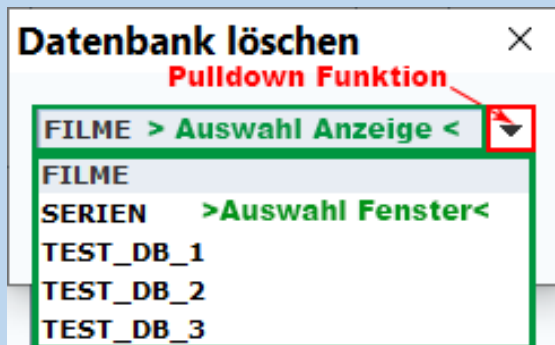 Datenbank löschen
Pulldown Funktion
FILME > Auswahl Anzeige <
FILME
SERIEN >Auswahl Fenster<
TEST_DB_1
TEST_DB_2
TEST_DB_3